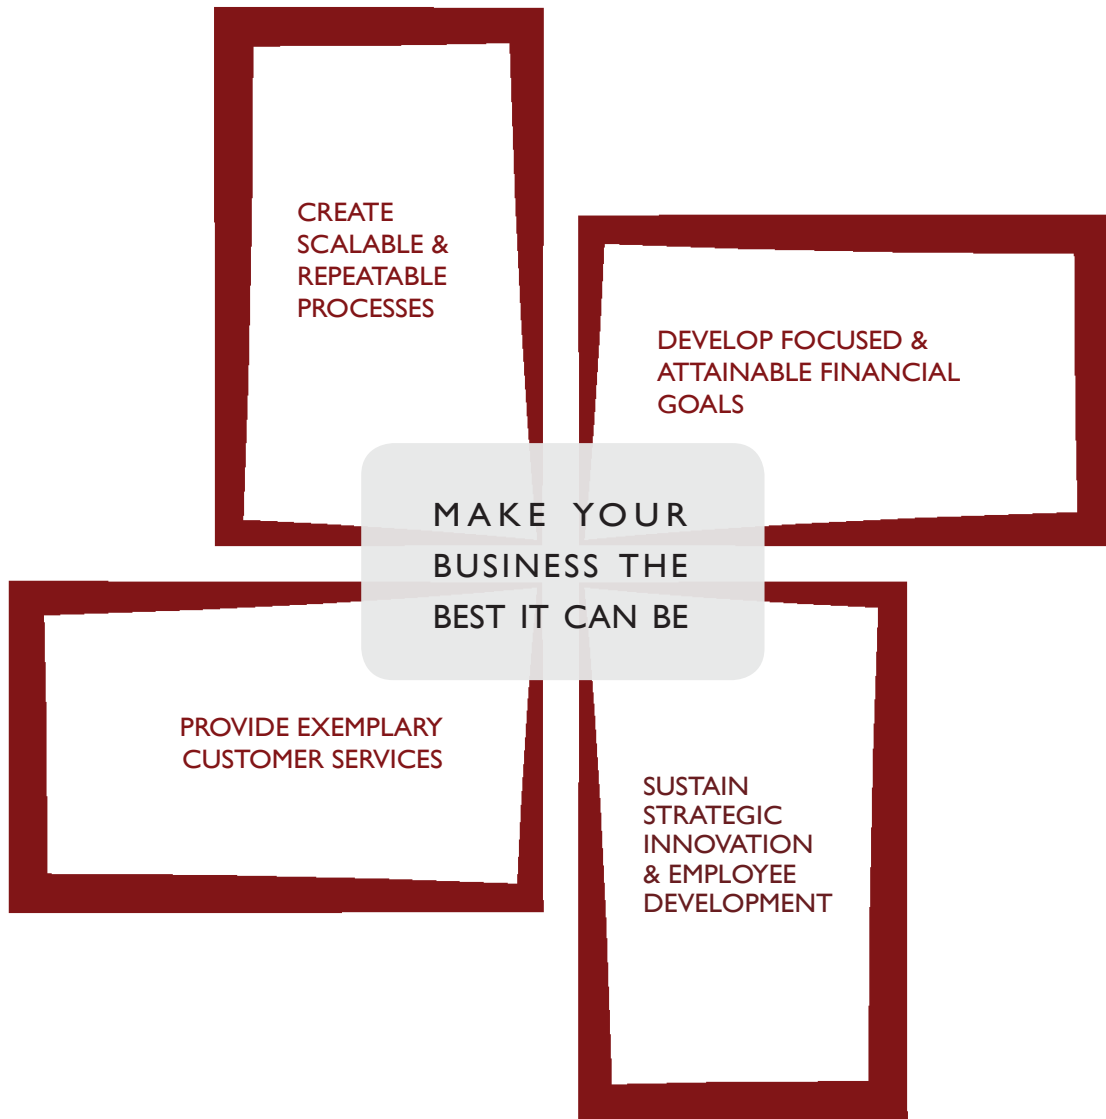 CREATE
SCALABLE &
REPEATABLE
PROCESSES
DEVELOP FOCUSED &
ATTAINABLE FINANCIAL
GOALS
MAKE YOUR
BUSINESS THE
BEST IT CAN BE
PROVIDE EXEMPLARY
CUSTOMER SERVICES
SUSTAIN
STRATEGIC
INNOVATION
& EMPLOYEE
DEVELOPMENT